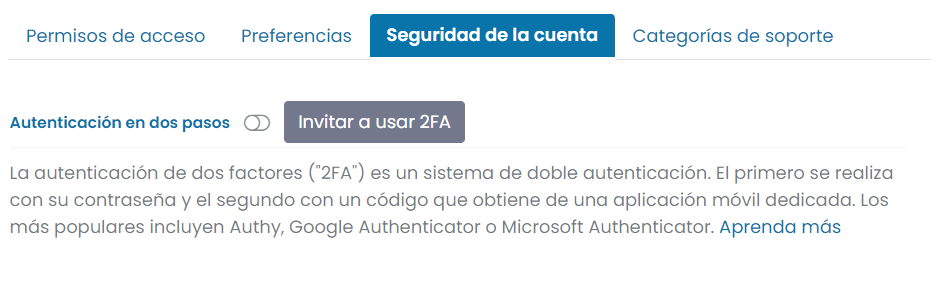 Permisos de acceso Preferencias Seguridad de la cuenta Categorías de soporte
Autenticación en dos pasos Invitar a usar 2FA
La autenticación de dos factores ("2FA") es un sistema de doble autenticación. El primero se realiza
con su contraseña y el segundo con un código que obtiene de una aplicación móvil dedicada. Los
más populares incluyen Authy, Google Authenticator o Microsoft Authenticator. Aprenda más